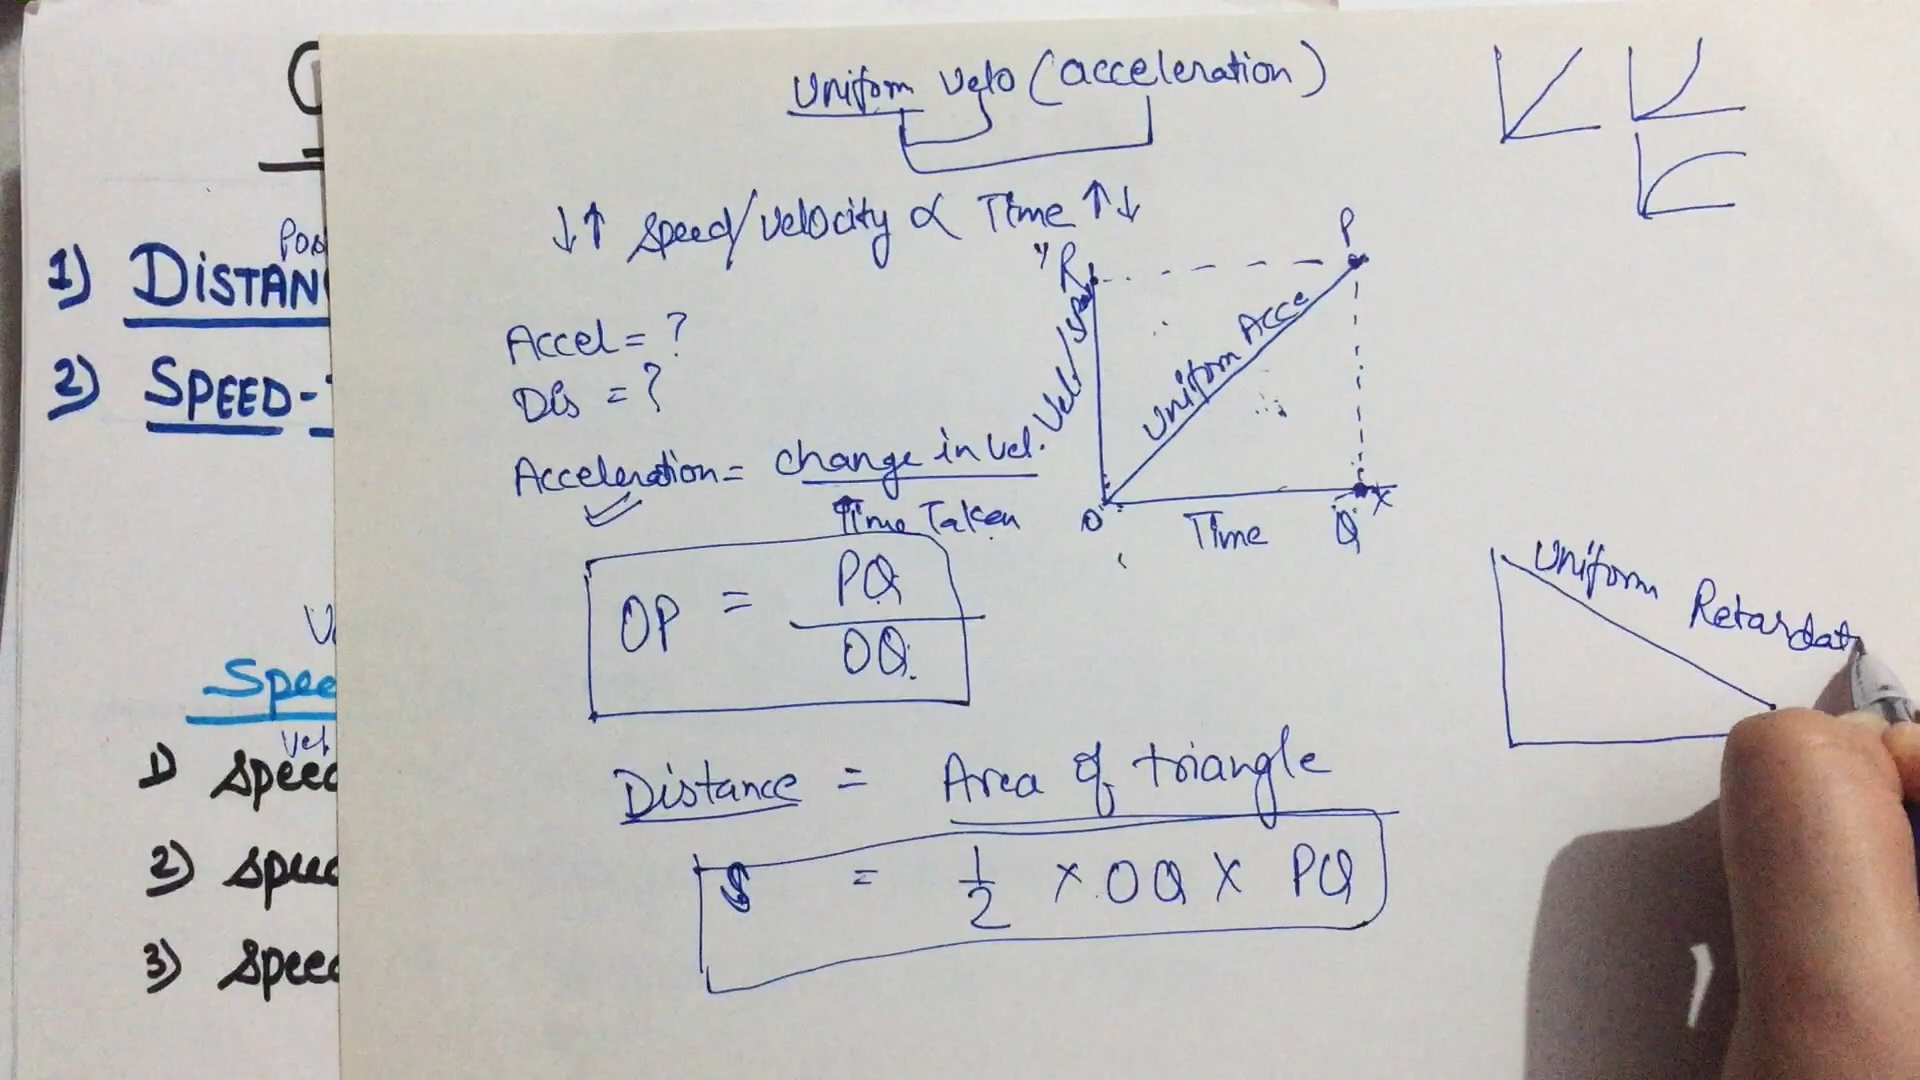 Uniform Velo (acceleration)
↓↑ Speed/Velocity ∝ Time ↑↓
Accel = ?
Dis = ?
Acceleration = change in Vel.
Time Taken
OP = PQ
OQ
Distance = Area of triangle
S = 1/2 × OQ × PQ
P
R
Uniform Acce
O
Time
Q
X
Uniform Retardat
1) DISTAN
2) SPEED-
Spee
Vel
1) Speed
2) Speed
3) Speed